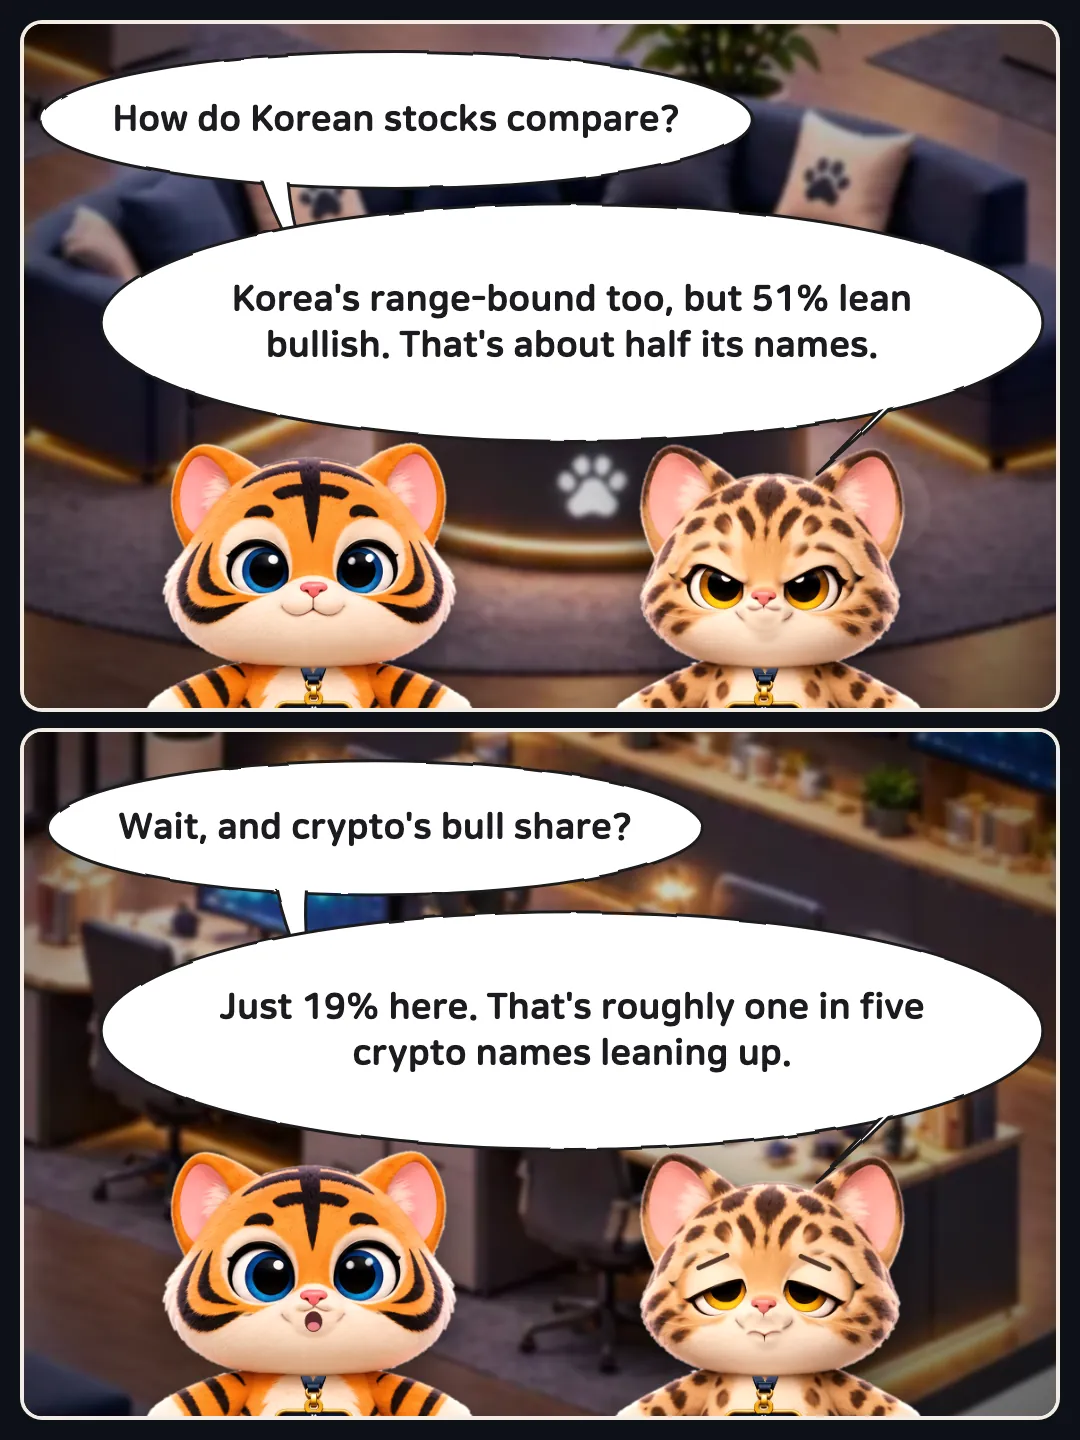 How do Korean stocks compare?
Korea's range-bound too, but 51% lean
bullish. That's about half its names.
Wait, and crypto's bull share?
Just 19% here. That's roughly one in five
crypto names leaning up.